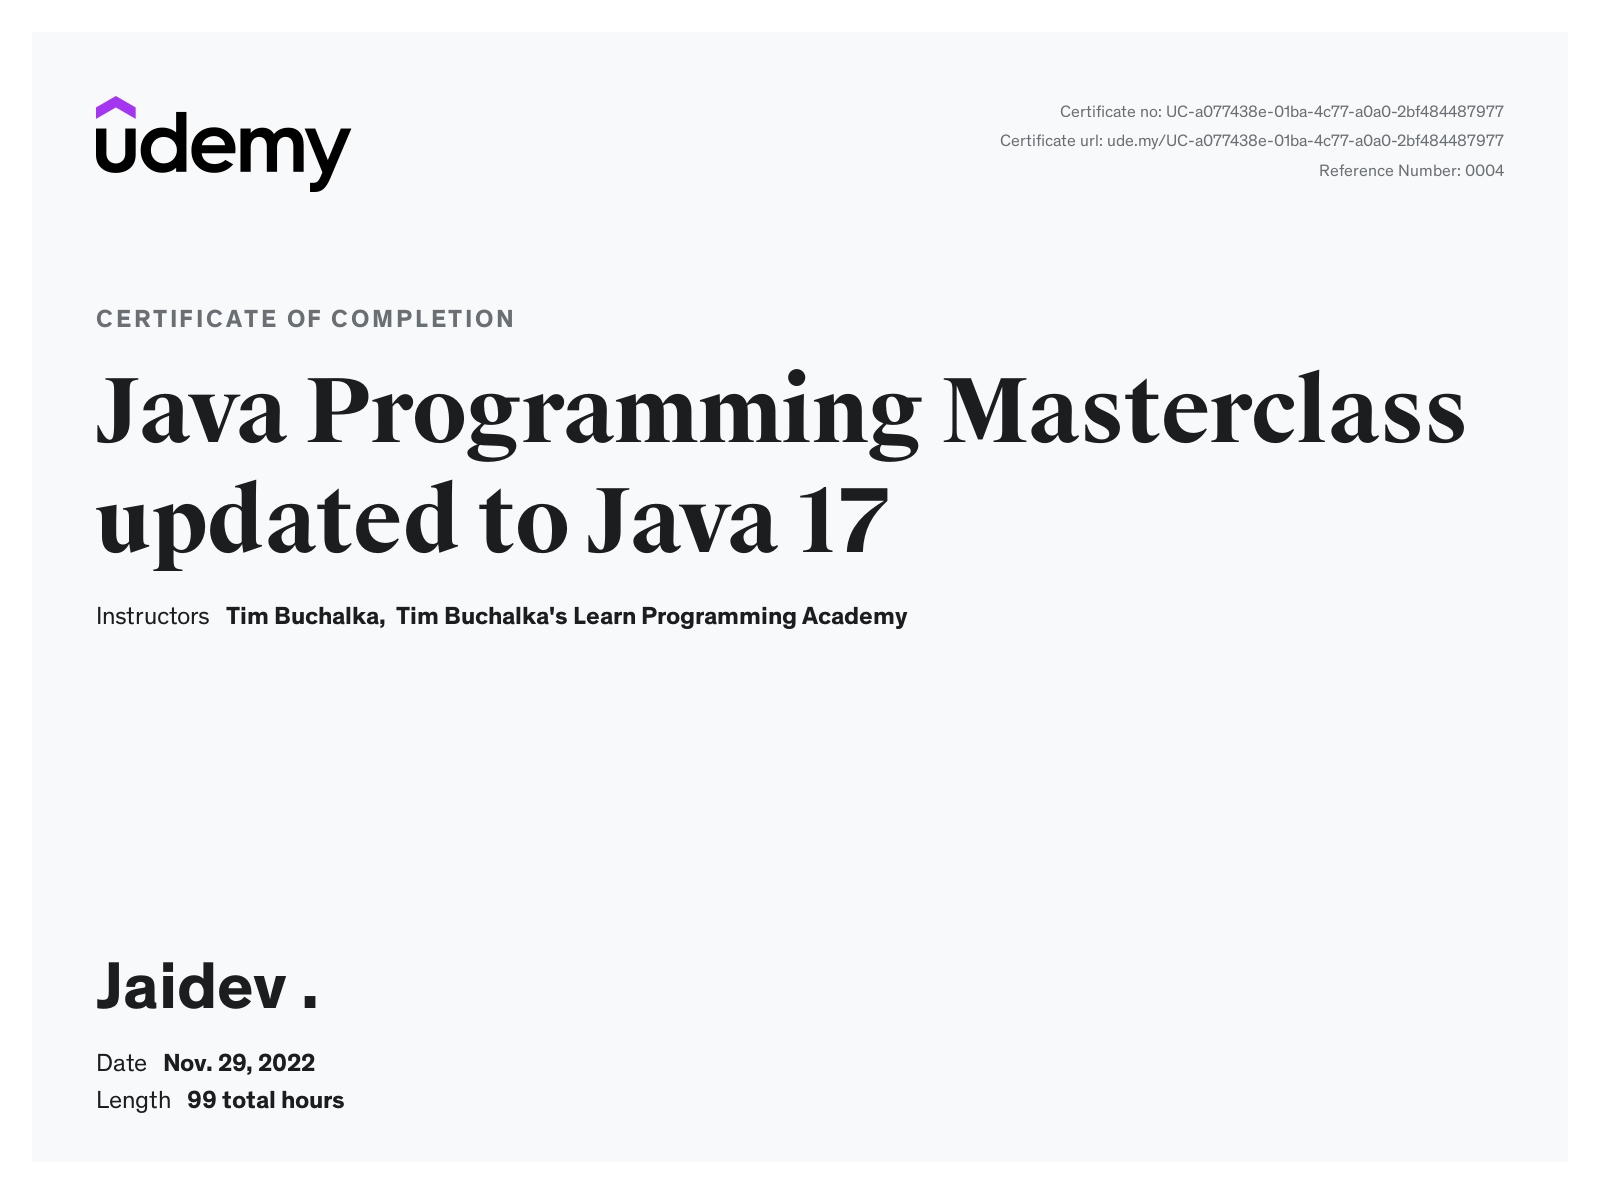 udemy
Certificate no: UC-a077438e-01ba-4c77-a0a0-2bf484487977
Certificate url: ude.my/UC-a077438e-01ba-4c77-a0a0-2bf484487977
Reference Number: 0004
CERTIFICATE OF COMPLETION
Java Programming Masterclass
updated to Java 17
Instructors Tim Buchalka, Tim Buchalka's Learn Programming Academy
Jaidev .
Date Nov. 29, 2022
Length 99 total hours